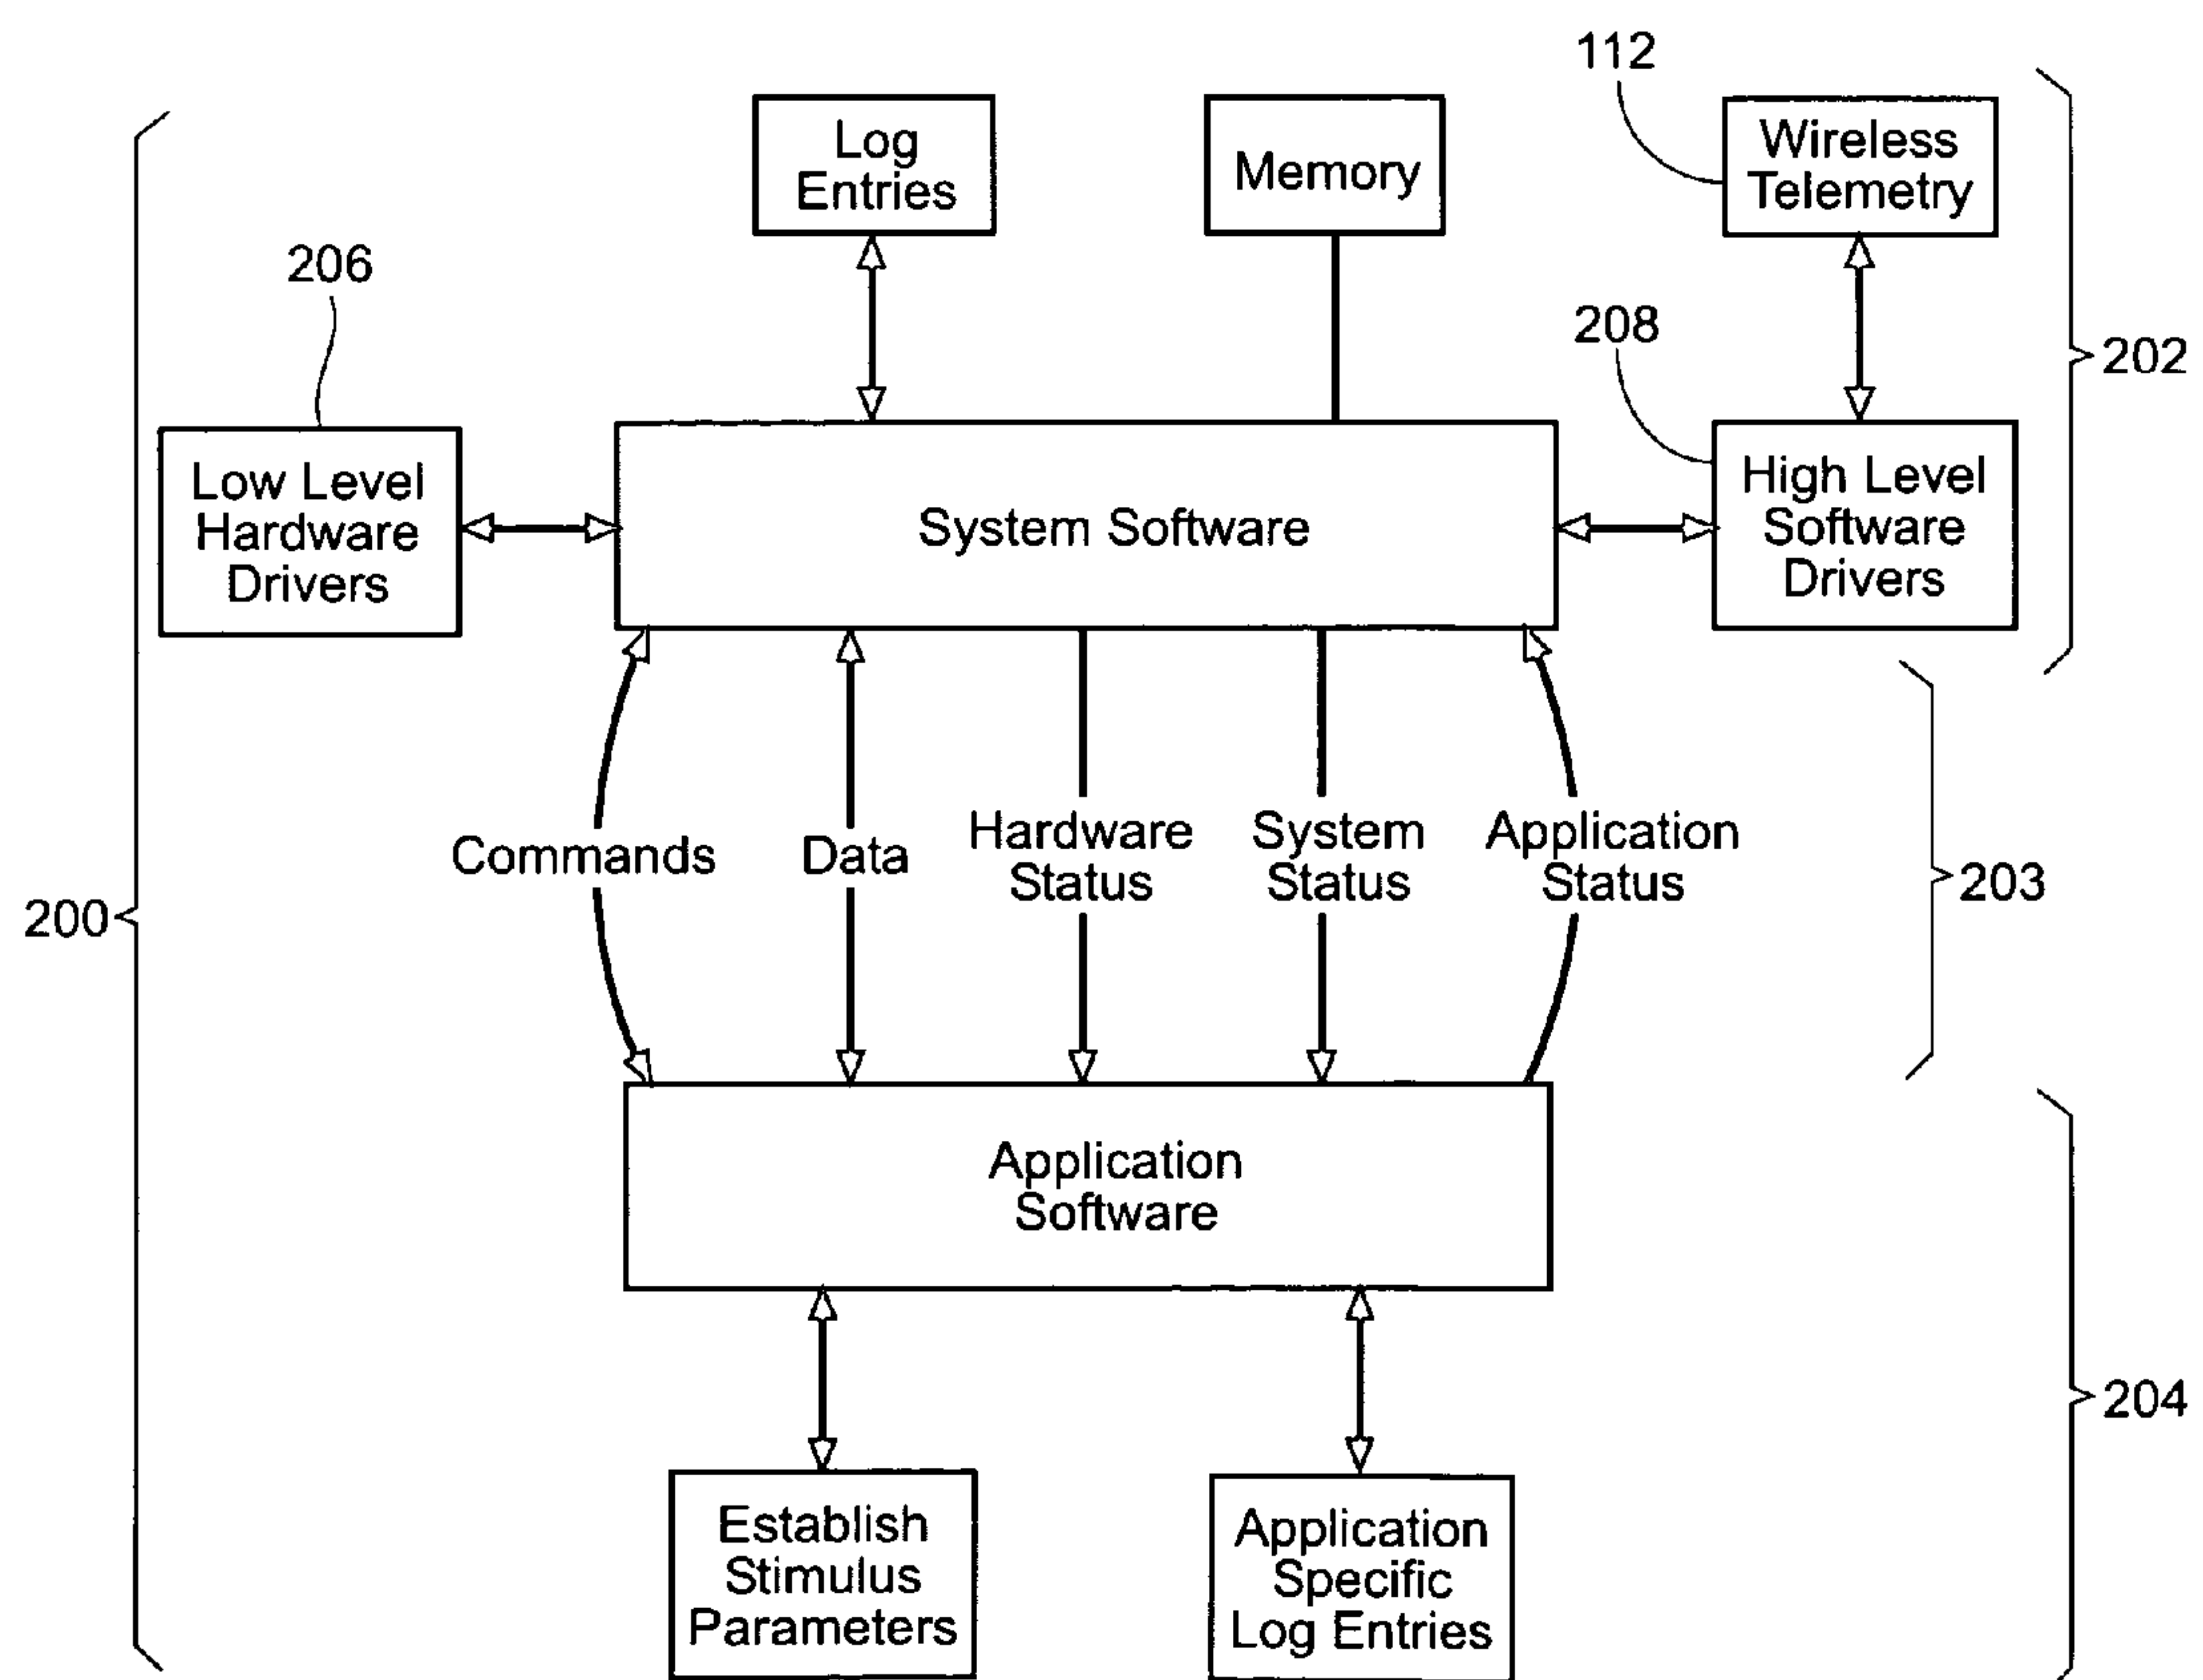 112
Log
Entries
Memory
Wireless
Telemetry
206
208
202
Low Level
Hardware
Drivers
System Software
High Level
Software
Drivers
Commands
Data
Hardware
Status
System
Status
Application
Status
203
200
Application
Software
204
Establish
Stimulus
Parameters
Application
Specific
Log Entries